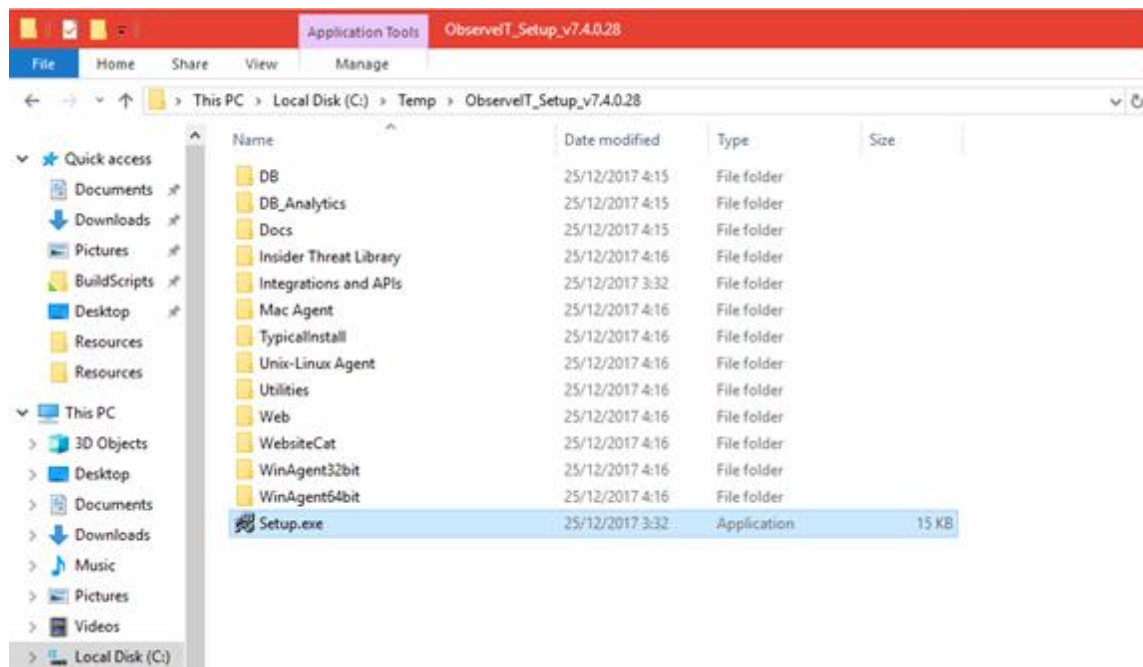 Application Tools ObserveIT_Setup_v7.4.0.28
File Home Share View Manage
This PC > Local Disk (C:) > Temp > ObserveIT_Setup_v7.4.0.28
Name Date modified Type Size
Quick access
Documents
Downloads
Pictures
BuildScripts
Desktop
Resources
Resources
This PC
3D Objects
Desktop
Documents
Downloads
Music
Pictures
Videos
Local Disk (C:)
DB 25/12/2017 4:15 File folder
DB_Analytics 25/12/2017 4:15 File folder
Docs 25/12/2017 4:15 File folder
Insider Threat Library 25/12/2017 4:16 File folder
Integrations and APIs 25/12/2017 3:32 File folder
Mac Agent 25/12/2017 4:16 File folder
TypicalInstall 25/12/2017 4:16 File folder
Unix-Linux Agent 25/12/2017 4:16 File folder
Utilities 25/12/2017 4:16 File folder
Web 25/12/2017 4:16 File folder
WebsiteCat 25/12/2017 4:16 File folder
WinAgent32bit 25/12/2017 4:16 File folder
WinAgent64bit 25/12/2017 4:16 File folder
Setup.exe 25/12/2017 3:32 Application 15 KB